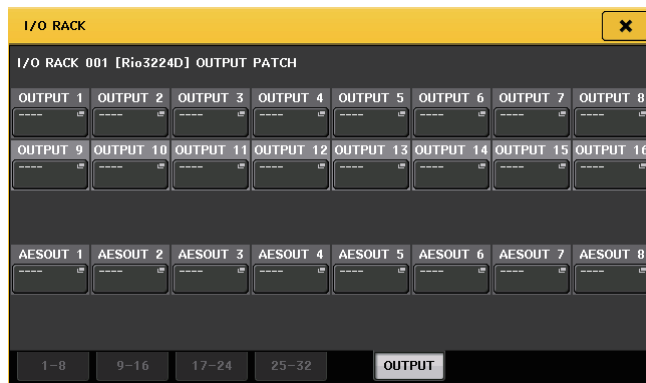 I/O RACK
I/O RACK 001 [Rio3224D] OUTPUT PATCH
OUTPUT 1 OUTPUT 2 OUTPUT 3 OUTPUT 4 OUTPUT 5 OUTPUT 6 OUTPUT 7 OUTPUT 8
---- ---- ---- ---- ---- ---- ---- ----
OUTPUT 9 OUTPUT 10 OUTPUT 11 OUTPUT 12 OUTPUT 13 OUTPUT 14 OUTPUT 15 OUTPUT 16
---- ---- ---- ---- ---- ---- ---- ----
AESOUT 1 AESOUT 2 AESOUT 3 AESOUT 4 AESOUT 5 AESOUT 6 AESOUT 7 AESOUT 8
---- ---- ---- ---- ---- ---- ---- ----
1-8 9-16 17-24 25-32 OUTPUT